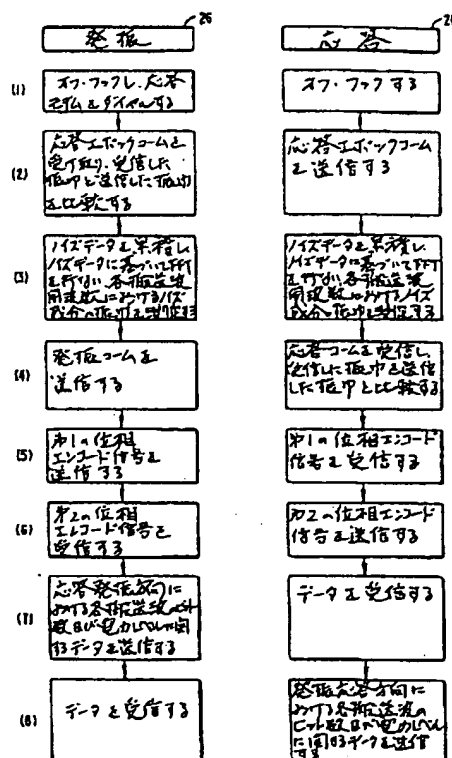 26
発振
応答
(1)
オフ・フックし、応答
モデムをダイヤルする
オフ・フックする
(2)
応答エポックコームを
受け取り、受信した
振巾と送信した振巾
を比較する
応答エポックコーム
を送信する
(3)
ノイズデータを累積し、
ノイズデータに基づいてFFT
を行ない、各搬送波
周波数におけるノイズ
成分の振巾を測定する
ノイズデータを累積し、
ノイズデータに基づいてFFT
を行ない、各搬送波
周波数におけるノイズ
成分の振巾を測定する
(4)
発振コームを
送信する
応答コームを受信し、
受信した振巾を送信
した振巾と比較する
(5)
第1の位相
エンコード信号を
送信する
第1の位相エンコード
信号を受信する
(6)
第2の位相
エンコード信号を
受信する
第2の位相エンコード
信号を送信する
(7)
応答発信方向に
おける各搬送波のビット
数及び電力レベルに関
するデータを送信する
データを受信する
(8)
データを受信する
発振応答方向に
おける各搬送波の
ビット数及び電力レベル
に関するデータを送信
する